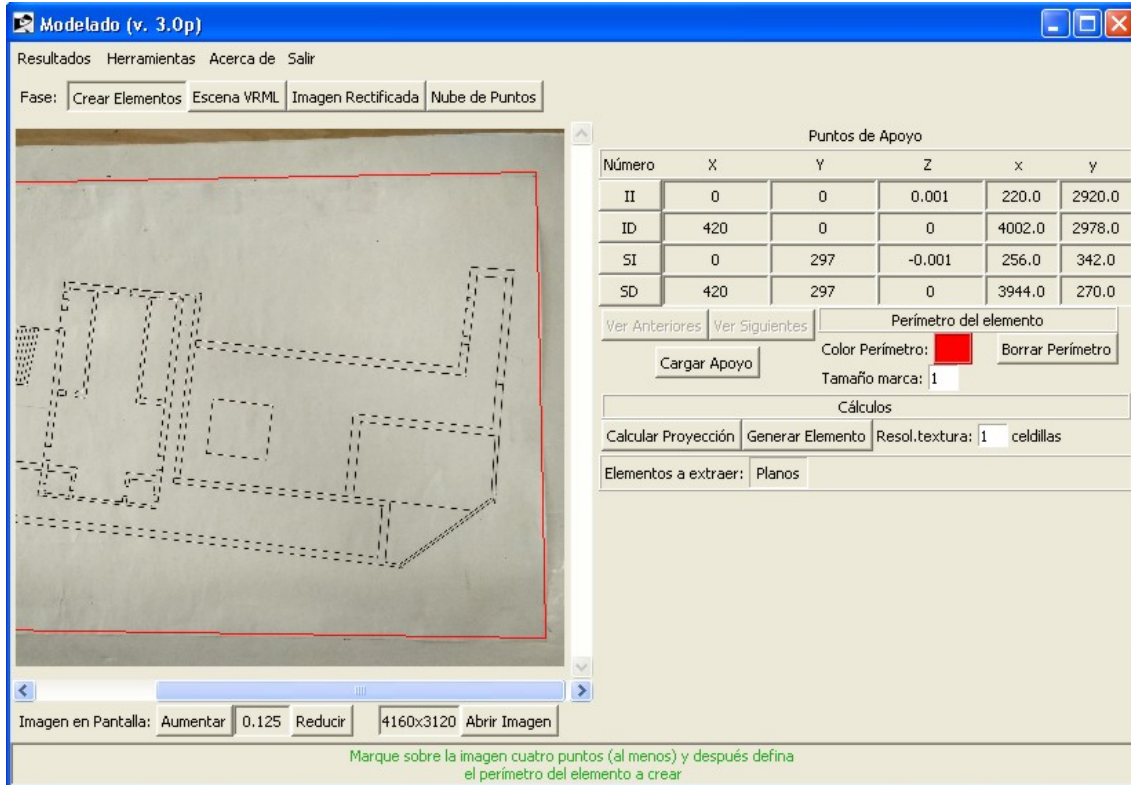 Modelado (v. 3.0p)
Resultados Herramientas Acerca de Salir
Fase: Crear Elementos Escena VRML Imagen Rectificada Nube de Puntos
Puntos de Apoyo
Número X Y Z x y
II 0 0 0.001 220.0 2920.0
ID 420 0 0 4002.0 2978.0
SI 0 297 -0.001 256.0 342.0
SD 420 297 0 3944.0 270.0
Ver Anteriores Ver Siguientes Perímetro del elemento
Cargar Apoyo Color Perímetro: Borrar Perímetro
Tamaño marca: 1
Cálculos
Calcular Proyección Generar Elemento Resol.textura: 1 celdillas
Elementos a extraer: Planos
Imagen en Pantalla: Aumentar 0.125 Reducir 4160x3120 Abrir Imagen
Marque sobre la imagen cuatro puntos (al menos) y después defina
el perímetro del elemento a crear